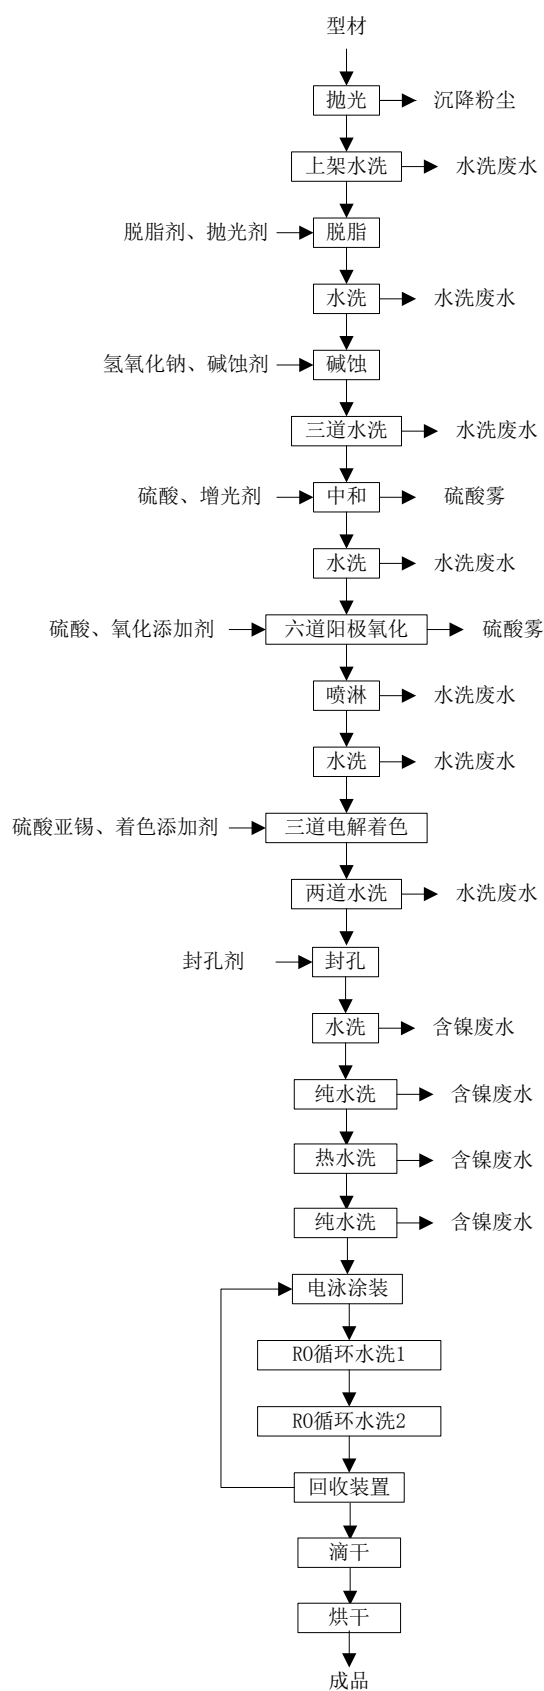 型材
抛光 沉降粉尘
上架水洗 水洗废水
脱脂剂、抛光剂 脱脂
水洗 水洗废水
氢氧化钠、碱蚀剂 碱蚀
三道水洗 水洗废水
硫酸、增光剂 中和 硫酸雾
水洗 水洗废水
硫酸、氧化添加剂 六道阳极氧化 硫酸雾
喷淋 水洗废水
水洗 水洗废水
硫酸亚锡、着色添加剂 三道电解着色
两道水洗 水洗废水
封孔剂 封孔
水洗 含镍废水
纯水洗 含镍废水
热水洗 含镍废水
纯水洗 含镍废水
电泳涂装
RO循环水洗1
RO循环水洗2
回收装置
滴干
烘干
成品